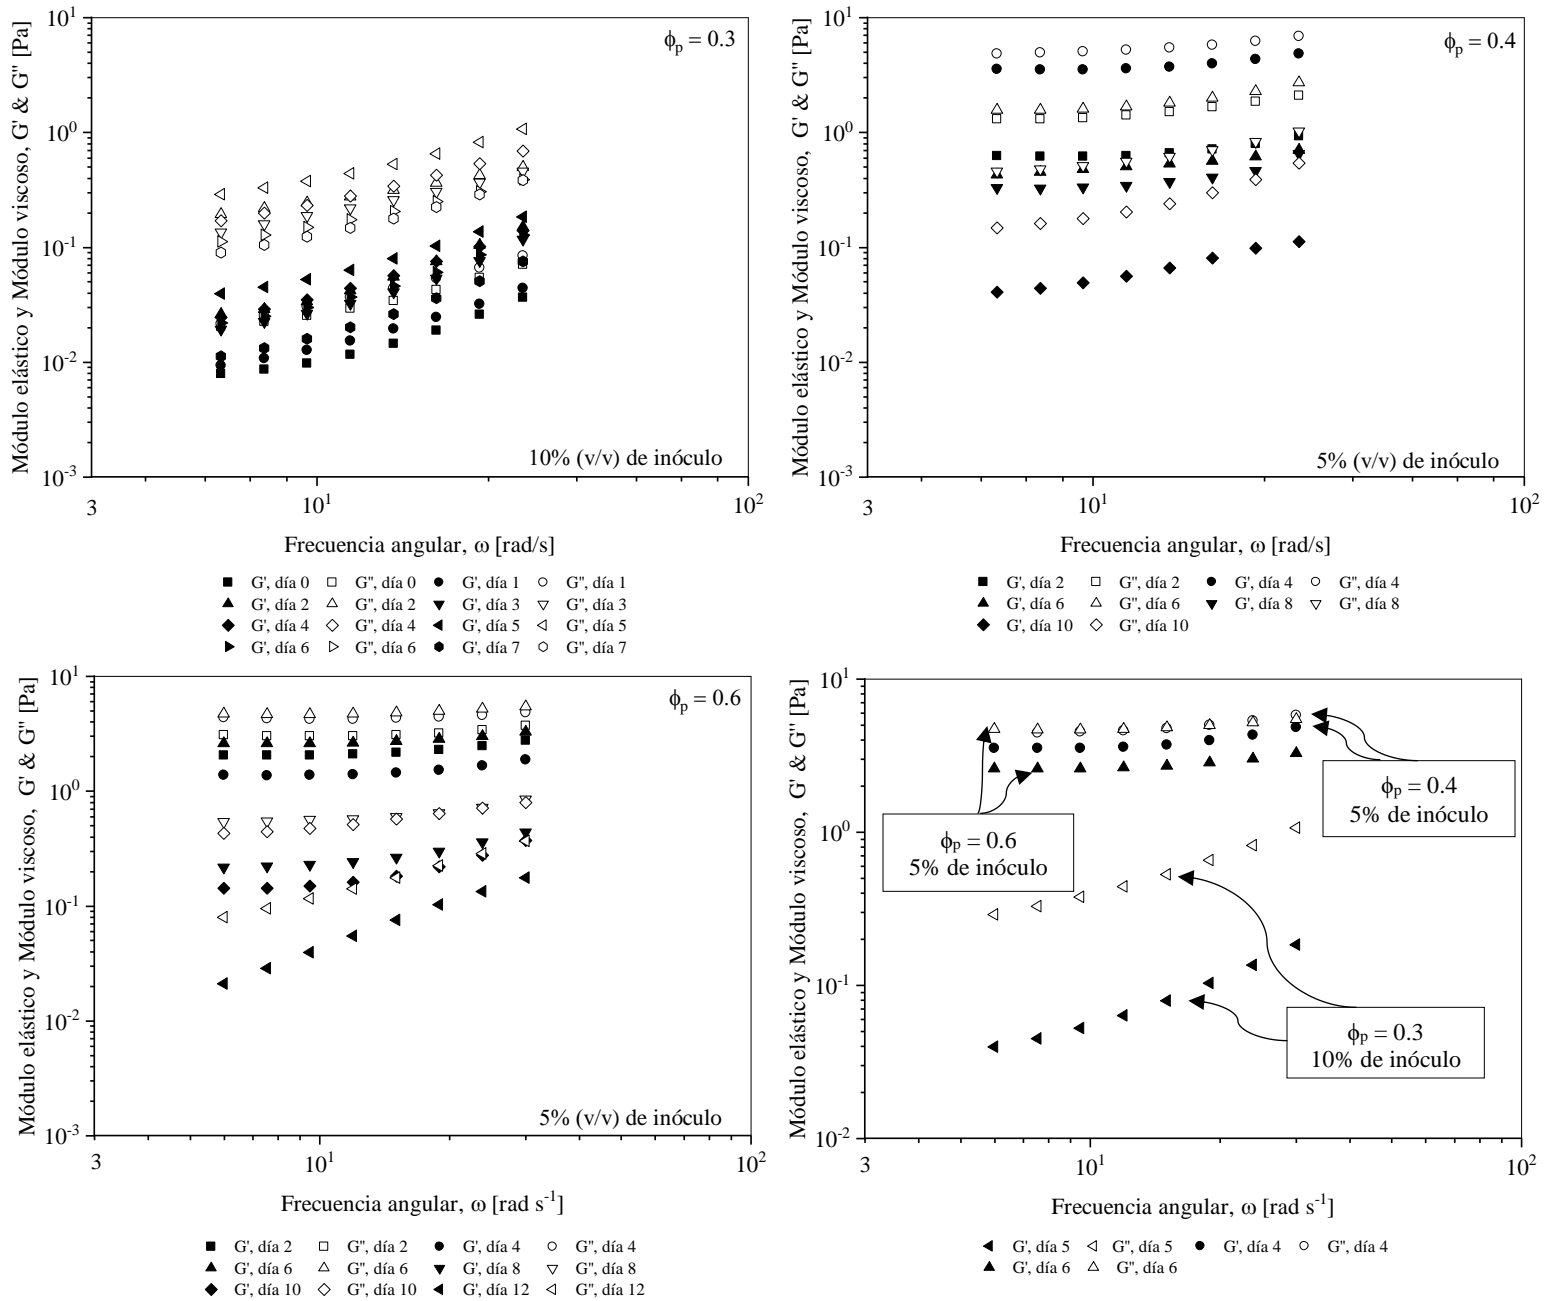 Módulo elástico y Módulo viscoso, G' & G'' [Pa]
10¹
10⁰
10⁻¹
10⁻²
10⁻³
ϕp = 0.3
10% (v/v) de inóculo
3
10¹
10²
Frecuencia angular, ω [rad/s]
G', día 0 G'', día 0 G', día 1 G'', día 1
G', día 2 G'', día 2 G', día 3 G'', día 3
G', día 4 G'', día 4 G', día 5 G'', día 5
G', día 6 G'', día 6 G', día 7 G'', día 7
Módulo elástico y Módulo viscoso, G' & G'' [Pa]
10¹
10⁰
10⁻¹
10⁻²
10⁻³
ϕp = 0.4
5% (v/v) de inóculo
3
10¹
10²
Frecuencia angular, ω [rad/s]
G', día 2 G'', día 2 G', día 4 G'', día 4
G', día 6 G'', día 6 G', día 8 G'', día 8
G', día 10 G'', día 10
Módulo elástico y Módulo viscoso, G' & G'' [Pa]
10¹
10⁰
10⁻¹
10⁻²
10⁻³
ϕp = 0.6
5% (v/v) de inóculo
3
10¹
10²
Frecuencia angular, ω [rad s⁻¹]
G', día 2 G'', día 2 G', día 4 G'', día 4
G', día 6 G'', día 6 G', día 8 G'', día 8
G', día 10 G'', día 10 G', día 12 G'', día 12
Módulo elástico y Módulo viscoso, G' & G'' [Pa]
10¹
10⁰
10⁻¹
10⁻²
ϕp = 0.4
5% de inóculo
ϕp = 0.6
5% de inóculo
ϕp = 0.3
10% de inóculo
3
10¹
10²
Frecuencia angular, ω [rad s⁻¹]
G', día 5 G'', día 5 G', día 4 G'', día 4
G', día 6 G'', día 6